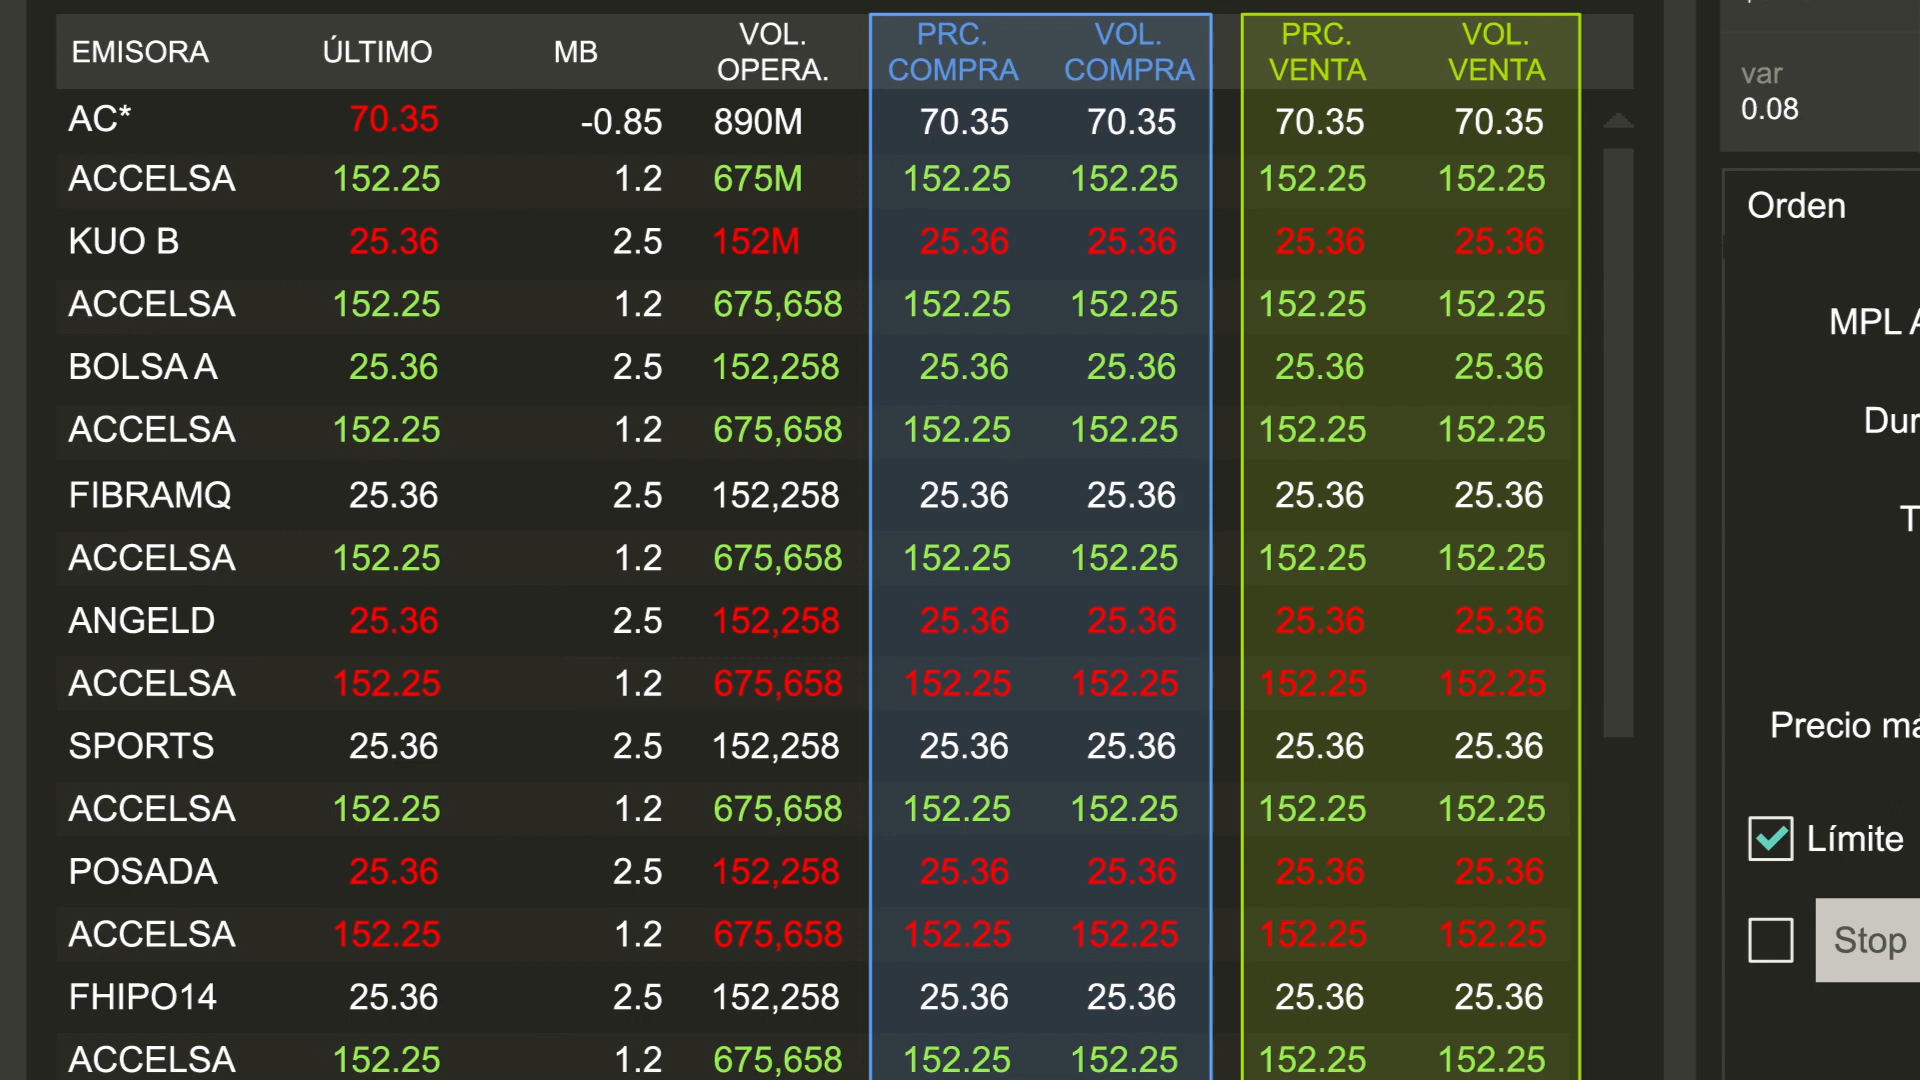 EMISORA ÚLTIMO MB VOL. OPERA. PRC. COMPRA VOL. COMPRA PRC. VENTA VOL. VENTA
AC* 70.35 -0.85 890M 70.35 70.35 70.35 70.35
ACCELSA 152.25 1.2 675M 152.25 152.25 152.25 152.25
KUO B 25.36 2.5 152M 25.36 25.36 25.36 25.36
ACCELSA 152.25 1.2 675,658 152.25 152.25 152.25 152.25
BOLSA A 25.36 2.5 152,258 25.36 25.36 25.36 25.36
ACCELSA 152.25 1.2 675,658 152.25 152.25 152.25 152.25
FIBRAMQ 25.36 2.5 152,258 25.36 25.36 25.36 25.36
ACCELSA 152.25 1.2 675,658 152.25 152.25 152.25 152.25
ANGELD 25.36 2.5 152,258 25.36 25.36 25.36 25.36
ACCELSA 152.25 1.2 675,658 152.25 152.25 152.25 152.25
SPORTS 25.36 2.5 152,258 25.36 25.36 25.36 25.36
ACCELSA 152.25 1.2 675,658 152.25 152.25 152.25 152.25
POSADA 25.36 2.5 152,258 25.36 25.36 25.36 25.36
ACCELSA 152.25 1.2 675,658 152.25 152.25 152.25 152.25
FHIPO14 25.36 2.5 152,258 25.36 25.36 25.36 25.36
ACCELSA 152.25 1.2 675,658 152.25 152.25 152.25 152.25
var
0.08
Orden
MPL
Precio
Límite
Stop